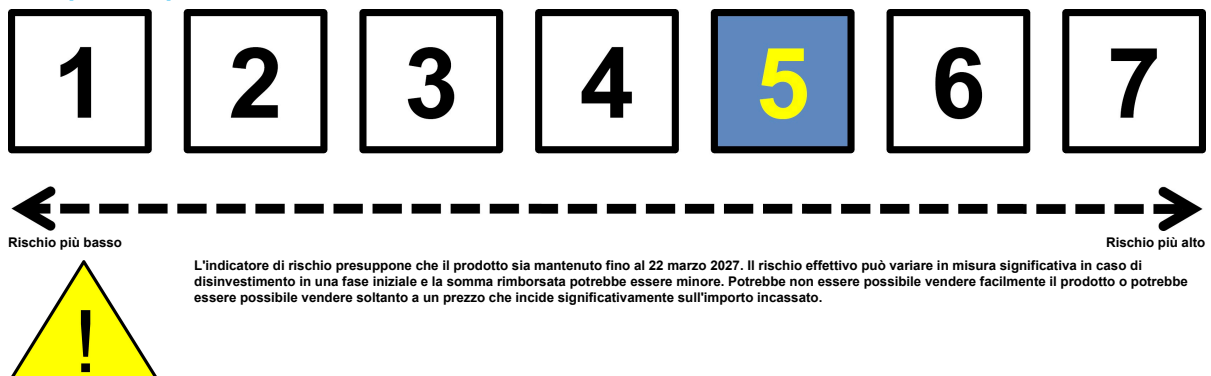 1 2 3 4 5 6 7
Rischio più basso Rischio più alto
L'indicatore di rischio presuppone che il prodotto sia mantenuto fino al 22 marzo 2027. Il rischio effettivo può variare in misura significativa in caso di
disinvestimento in una fase iniziale e la somma rimborsata potrebbe essere minore. Potrebbe non essere possibile vendere facilmente il prodotto o potrebbe
essere possibile vendere soltanto a un prezzo che incide significativamente sull'importo incassato.
!